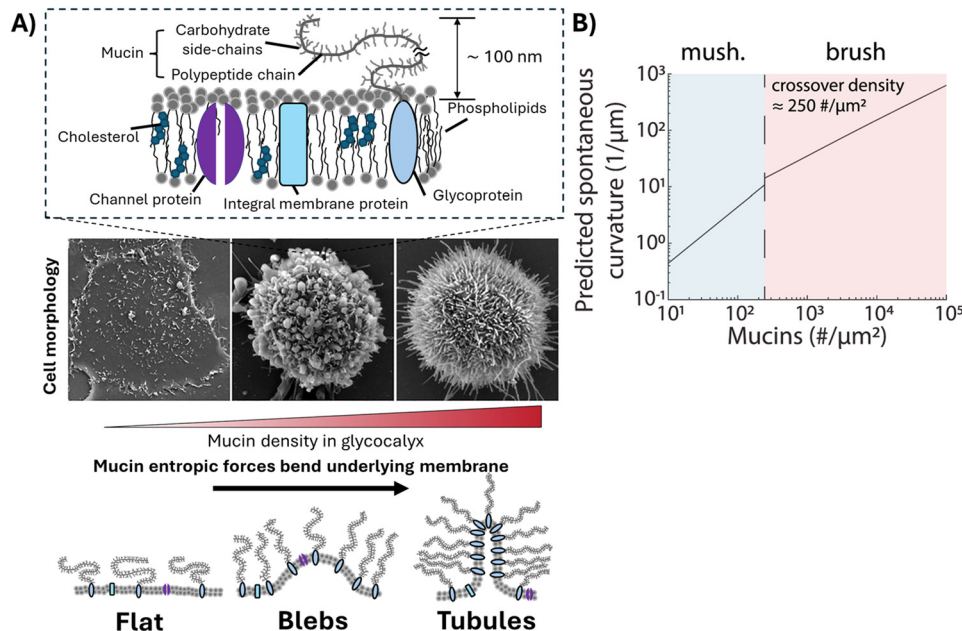 A)
Mucin
Carbohydrate
side-chains
Polypeptide chain
~ 100 nm
Phospholipids
Cholesterol
Channel protein
Integral membrane protein
Glycoprotein
Cell morphology
Mucin density in glycocalyx
Mucin entropic forces bend underlying membrane
Flat
Blebs
Tubules
B)
mush.
brush
crossover density
≈ 250 #/µm²
Predicted spontaneous
curvature (1/µm)
10³
10²
10¹
10⁰
10⁻¹
10¹
10²
10³
10⁴
10⁵
Mucins (#/µm²)